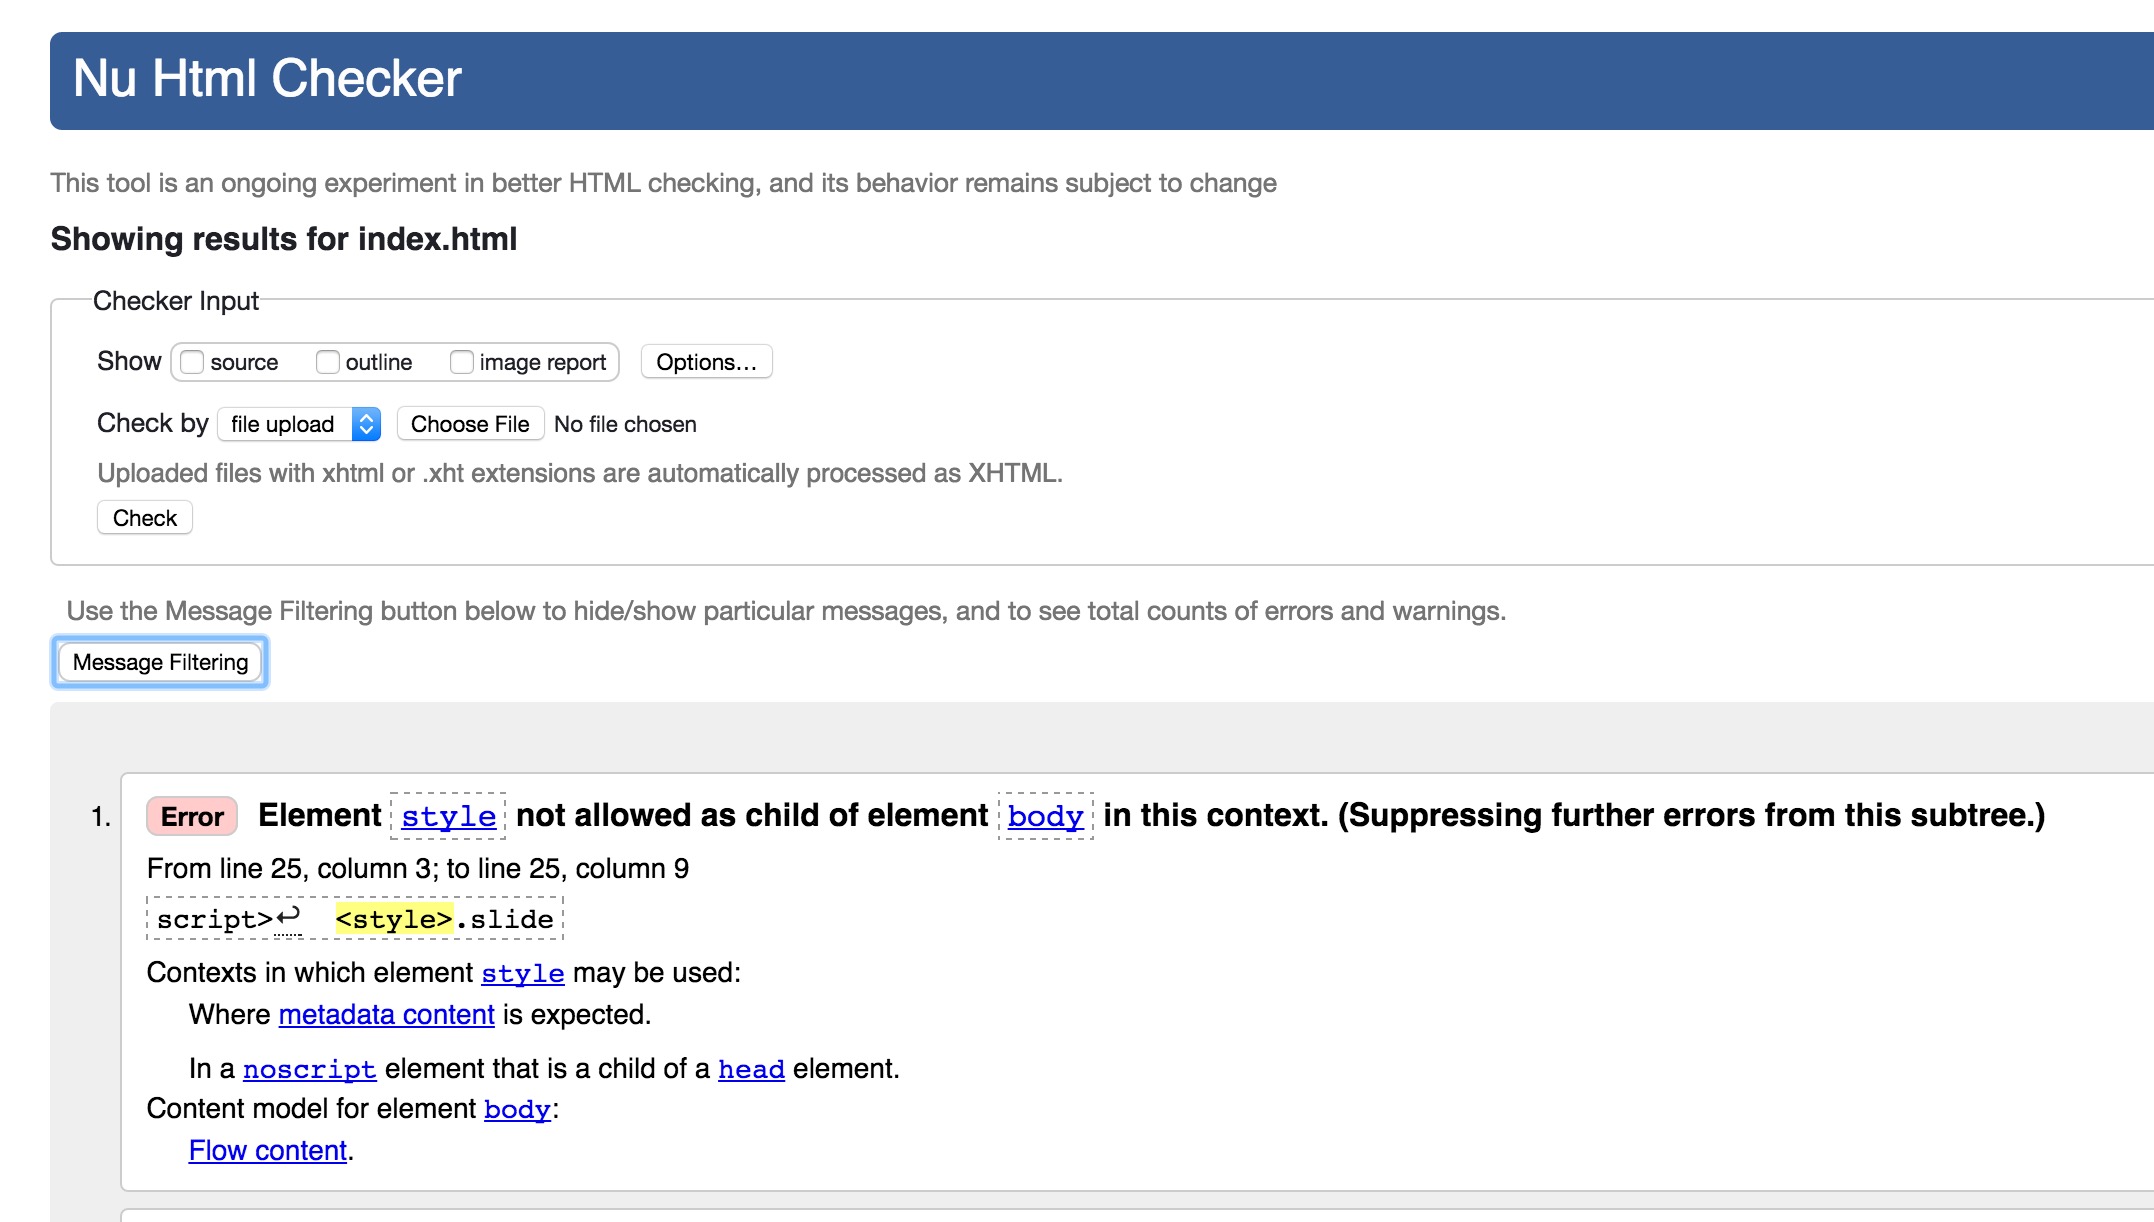 Nu Html Checker
This tool is an ongoing experiment in better HTML checking, and its behavior remains subject to change
Showing results for index.html
Checker Input
Show source outline image report Options...
Check by file upload Choose File No file chosen
Uploaded files with xhtml or .xht extensions are automatically processed as XHTML.
Check
Use the Message Filtering button below to hide/show particular messages, and to see total counts of errors and warnings.
Message Filtering
1. Error Element style not allowed as child of element body in this context. (Suppressing further errors from this subtree.)
From line 25, column 3; to line 25, column 9
script>↩ <style>.slide
Contexts in which element style may be used:
Where metadata content is expected.
In a noscript element that is a child of a head element.
Content model for element body:
Flow content.